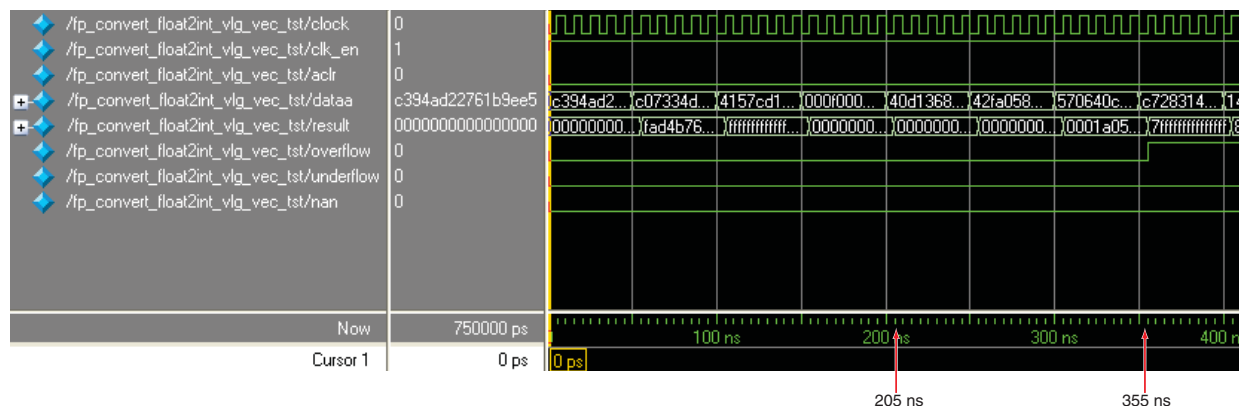 /fp_convert_float2int_vlg_vec_tst/clock 0
/fp_convert_float2int_vlg_vec_tst/clk_en 1
/fp_convert_float2int_vlg_vec_tst/aclr 0
/fp_convert_float2int_vlg_vec_tst/dataa c394ad22761b9ee5 c394ad2... c07334d... 4157cd1... 000f000... 40d1368... 42fa058... 570640c... c728314... 14
/fp_convert_float2int_vlg_vec_tst/result 0000000000000000 00000000... fad4b76... ffffffffffff... 0000000... 0000000... 0000000... 0001a05... 7fffffffffffffff 8
/fp_convert_float2int_vlg_vec_tst/overflow 0
/fp_convert_float2int_vlg_vec_tst/underflow 0
/fp_convert_float2int_vlg_vec_tst/nan 0
Now 750000 ps 100 ns 200 ns 300 ns 400 n
Cursor 1 0 ps 0 ps
205 ns 355 ns